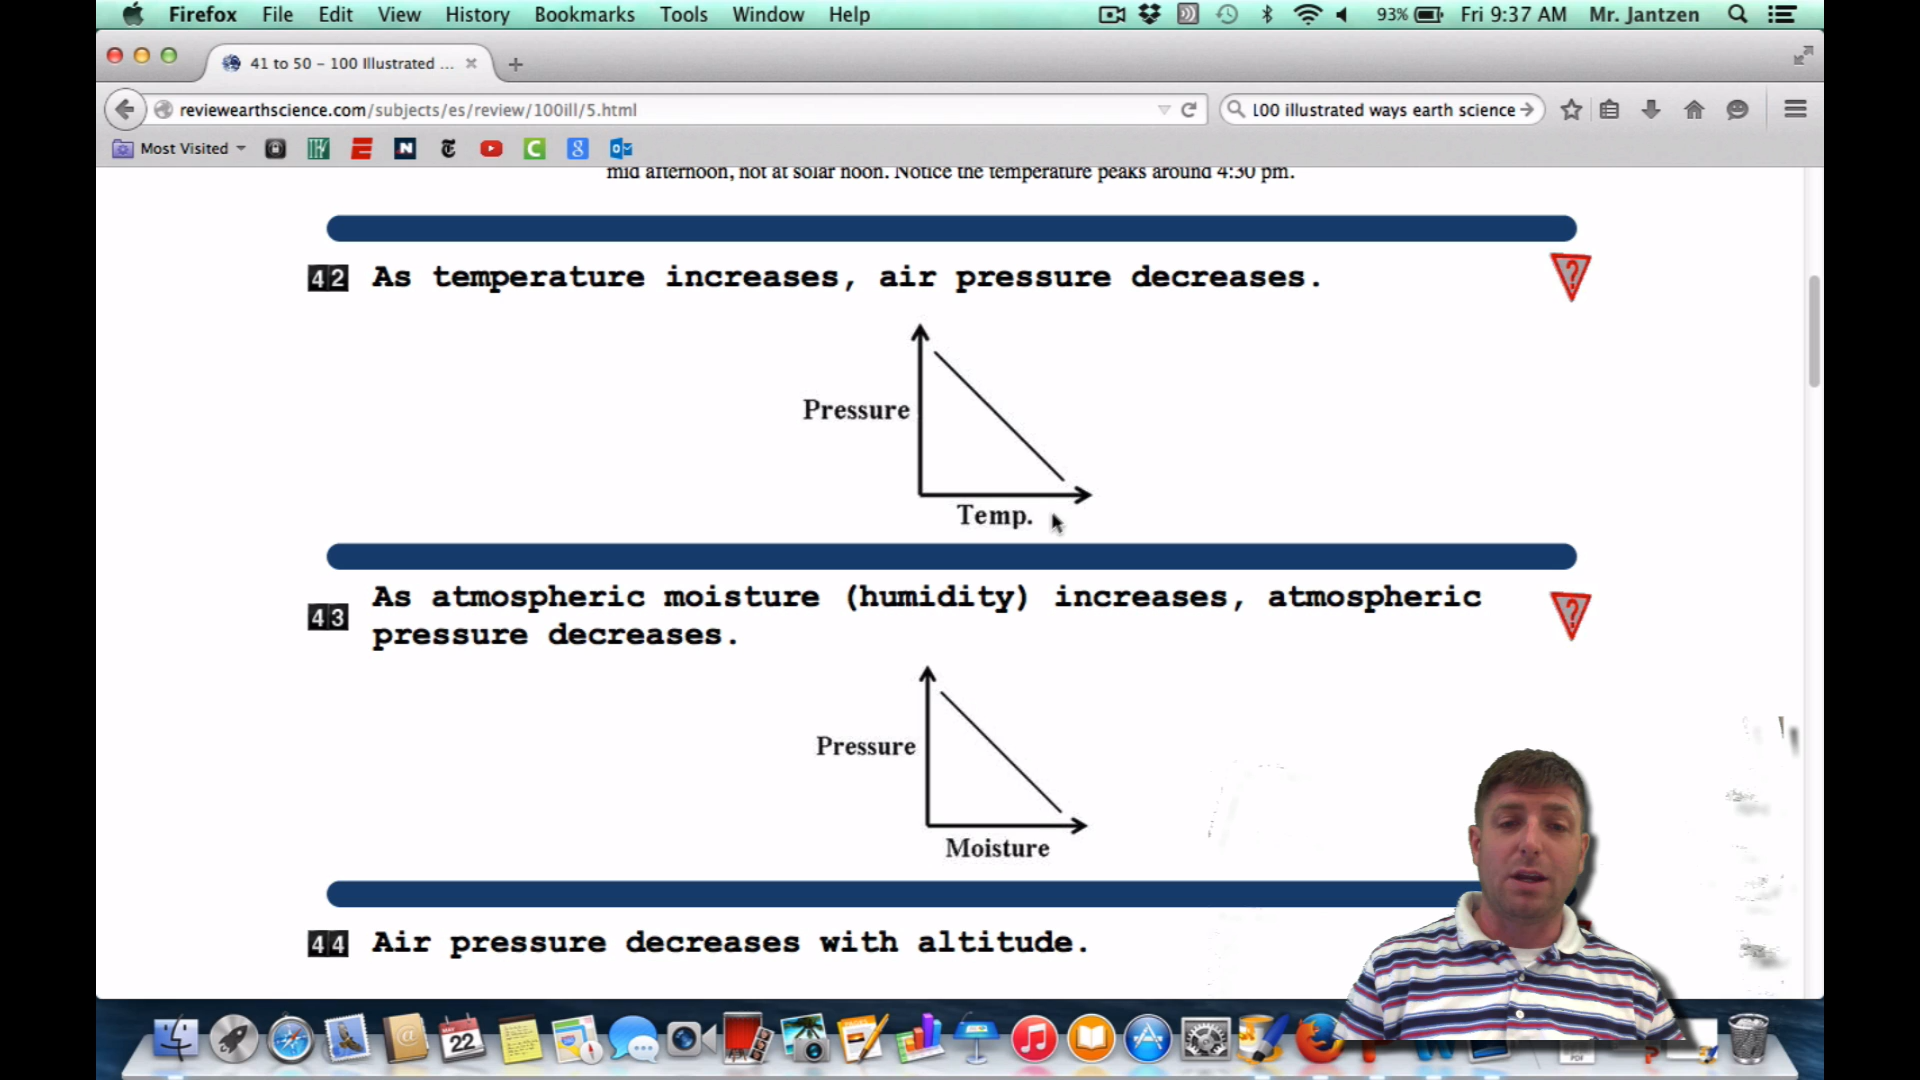 Firefox File Edit View History Bookmarks Tools Window Help 93% Fri 9:37 AM Mr. Jantzen
41 to 50 – 100 Illustrated ...
reviewearthscience.com/subjects/es/review/100ill/5.html 100 illustrated ways earth science
Most Visited
mid afternoon, not at solar noon. Notice the temperature peaks around 4:30 pm.
42 As temperature increases, air pressure decreases. ?
Pressure
Temp.
43 As atmospheric moisture (humidity) increases, atmospheric
pressure decreases. ?
Pressure
Moisture
44 Air pressure decreases with altitude.
22
PDF